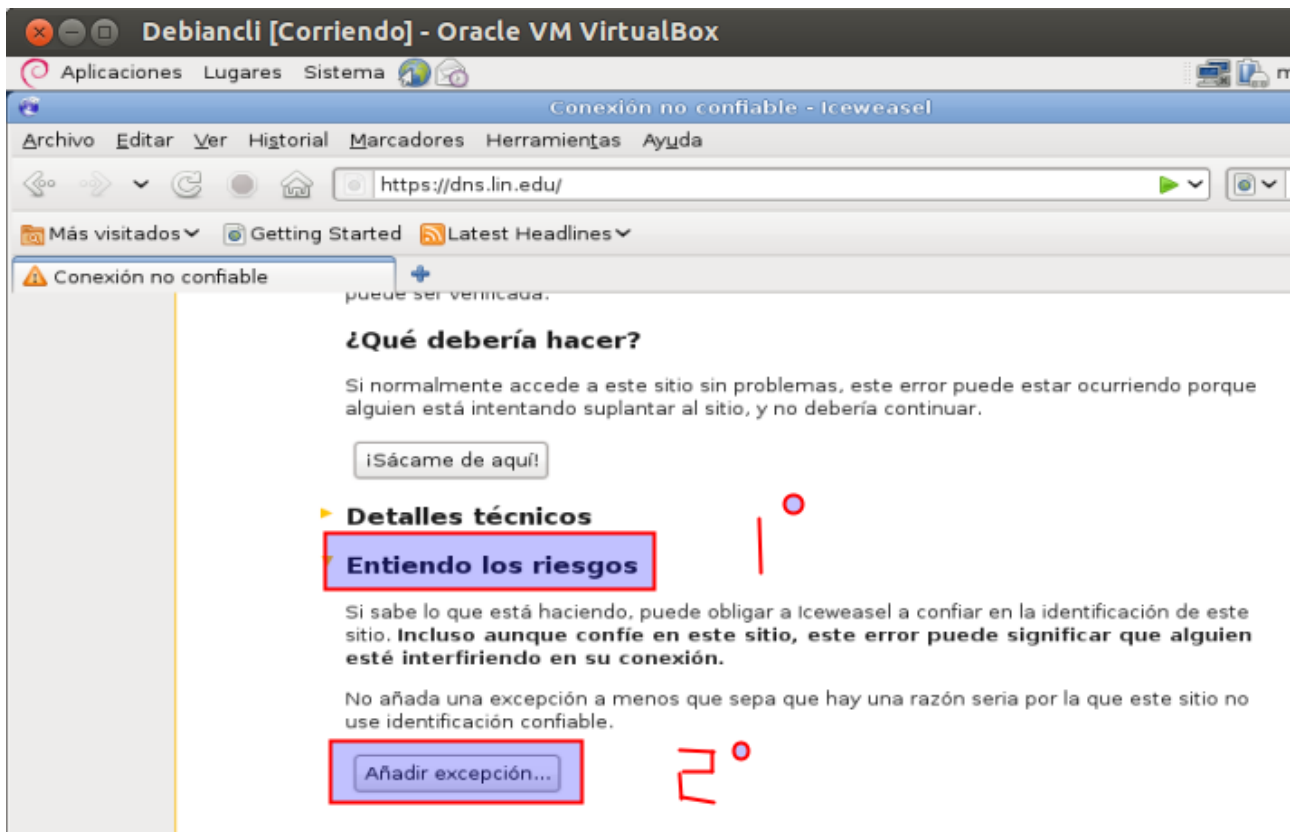 Debiancli [Corriendo] - Oracle VM VirtualBox
Aplicaciones Lugares Sistema
Conexión no confiable - Iceweasel
Archivo Editar Ver Historial Marcadores Herramientas Ayuda
https://dns.lin.edu/
Más visitados Getting Started Latest Headlines
Conexión no confiable
puede ser verificada.
¿Qué debería hacer?
Si normalmente accede a este sitio sin problemas, este error puede estar ocurriendo porque
alguien está intentando suplantar al sitio, y no debería continuar.
¡Sácame de aquí!
Detalles técnicos
1º
Entiendo los riesgos
Si sabe lo que está haciendo, puede obligar a Iceweasel a confiar en la identificación de este
sitio. Incluso aunque confíe en este sitio, este error puede significar que alguien
esté interfiriendo en su conexión.
No añada una excepción a menos que sepa que hay una razón seria por la que este sitio no
use identificación confiable.
Añadir excepción...
2º